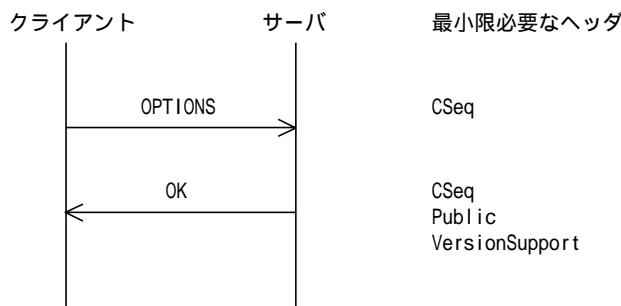 クライアント サーバ 最小限必要なヘッダ
OPTIONS CSeq
OK CSeq
Public
VersionSupport